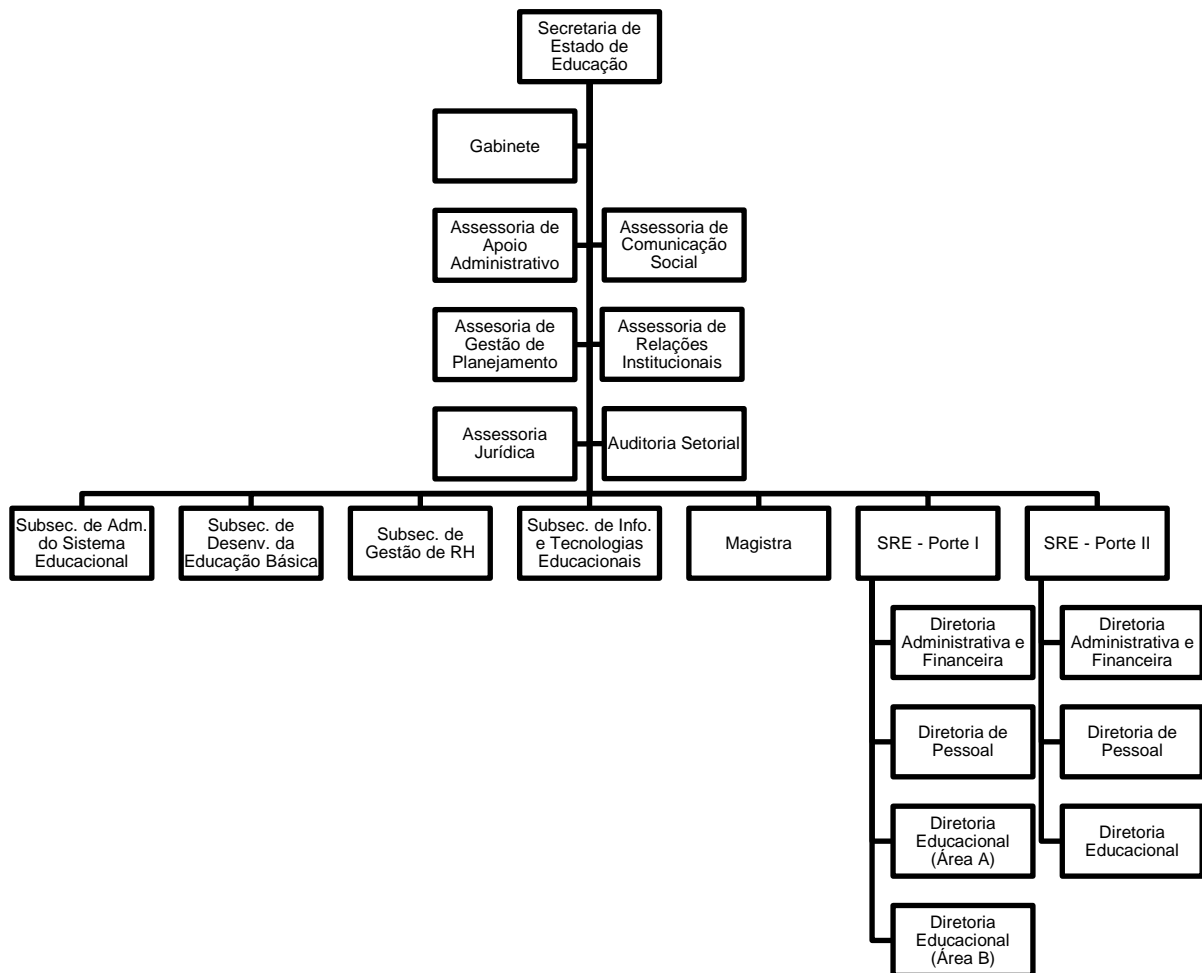 Secretaria de
Estado de
Educação
Gabinete
Assessoria de
Apoio
Administrativo
Assessoria de
Comunicação
Social
Assesoria de
Gestão de
Planejamento
Assessoria de
Relações
Institucionais
Assessoria
Jurídica
Auditoria Setorial
Subsec. de Adm.
do Sistema
Educacional
Subsec. de
Desenv. da
Educação Básica
Subsec. de
Gestão de RH
Subsec. de Info.
e Tecnologias
Educacionais
Magistra
SRE - Porte I
SRE - Porte II
Diretoria
Administrativa e
Financeira
Diretoria de
Pessoal
Diretoria
Educacional
(Área A)
Diretoria
Educacional
(Área B)
Diretoria
Administrativa e
Financeira
Diretoria de
Pessoal
Diretoria
Educacional